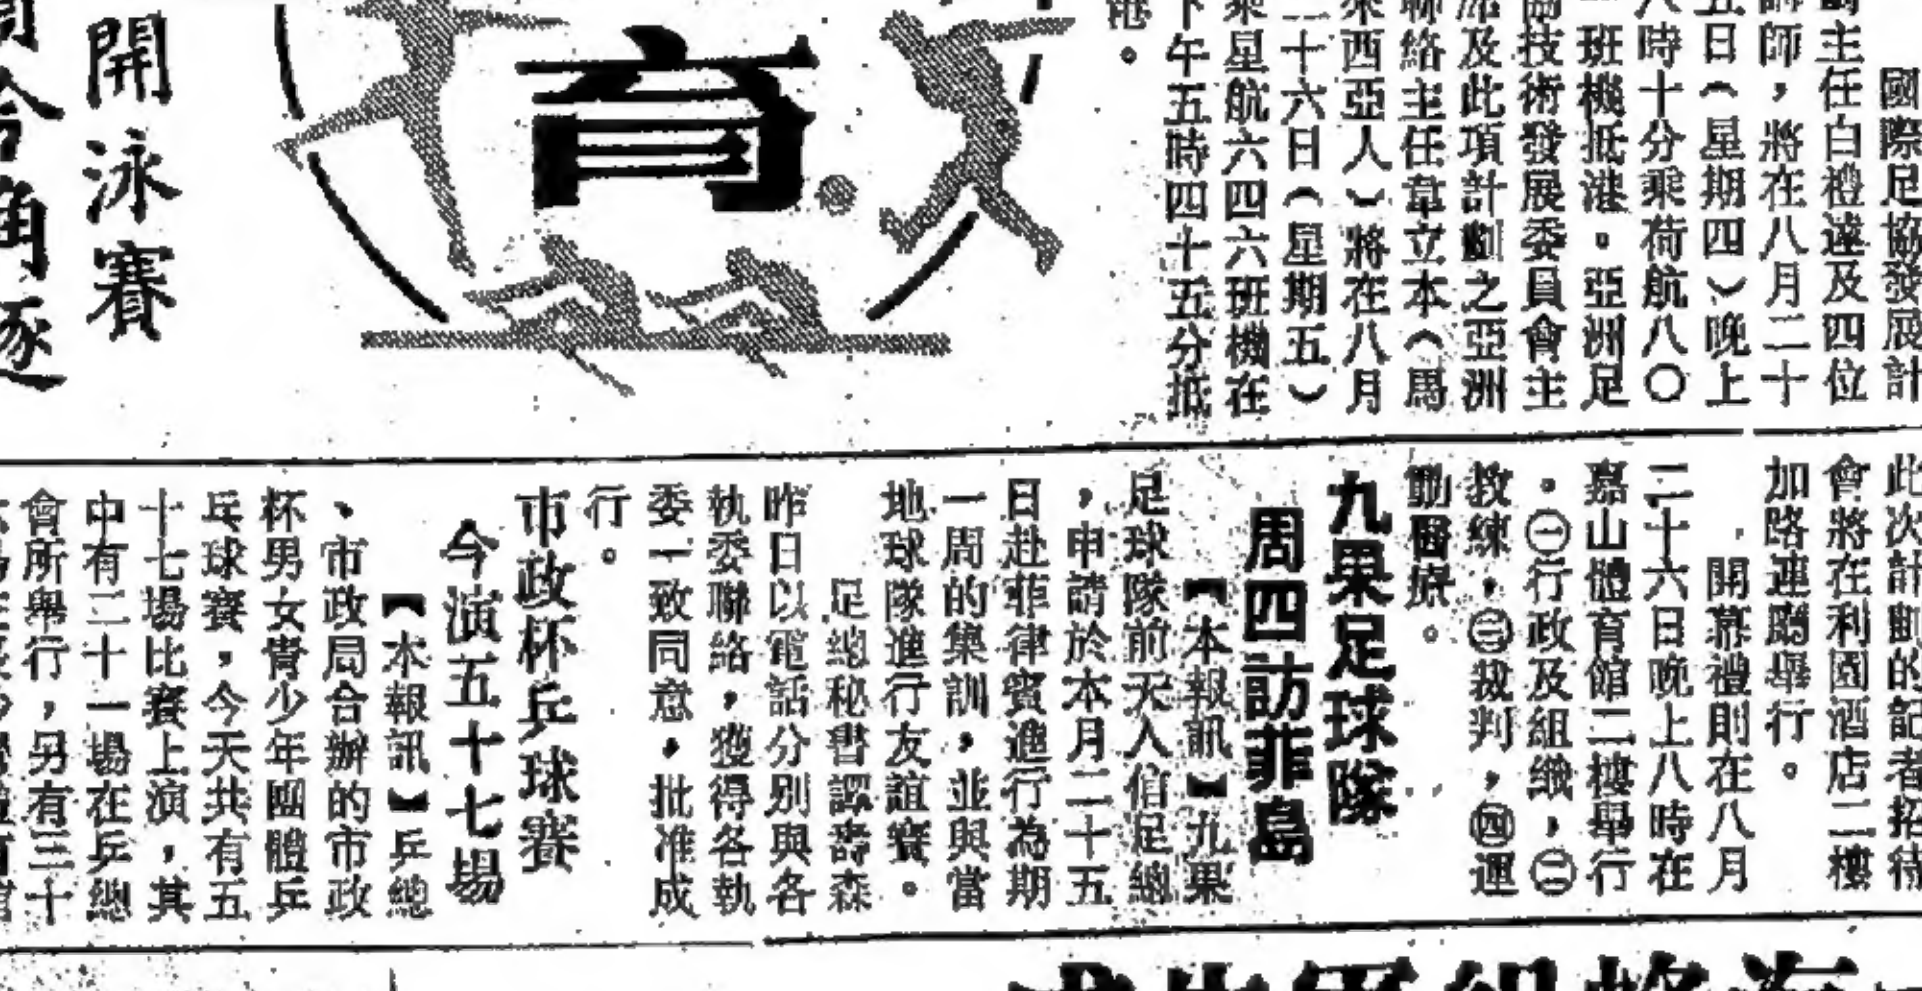 國際足協發展計
主任白禮達及四位
講師，將在八月二十
五日（星期四）晚上
八時十分乘荷航八〇
一班機抵港。亞洲足
協技術發展委員會主
席及此項計劃之亞洲
聯絡主任韋立本（馬
來西亞人）將在八月
二十六日（星期五）
乘星航六四六班機在
下午五時四十五分抵
港。
育
開泳賽
角逐
此次計劃的記者招待
會將在利園酒店二樓
加路連廳舉行。
開幕禮則在八月
二十六日晚上八時在
嘉山體育館二樓舉行
。㊀行政及組織，㊁
教練，㊂裁判，㊃運
動醫療。
九果足球隊
周四訪菲島
【本報訊】九果
足球隊前天入信足總
，申請於本月二十五
日赴菲律賓進行為期
一周的集訓，並與當
地球隊進行友誼賽。
足總秘書譚壽森
昨日以電話分別與各
執委聯絡，獲得各執
委一致同意，批准成
行。
市政杯乒球賽
今演五十七場
【本報訊】乒總
、市政局合辦的市政
杯男女青少年團體乒
乓球賽，今天共有五
十七場比賽上演，其
中有二十一場在乒總
會所舉行，另有三十